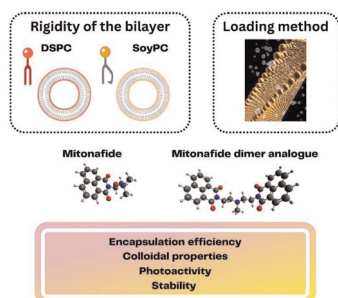 Rigidity of the bilayer
DSPC
SoyPC
Loading method
Mitonafide
Mitonafide dimer analogue
Encapsulation efficiency
Colloidal properties
Photoactivity
Stability